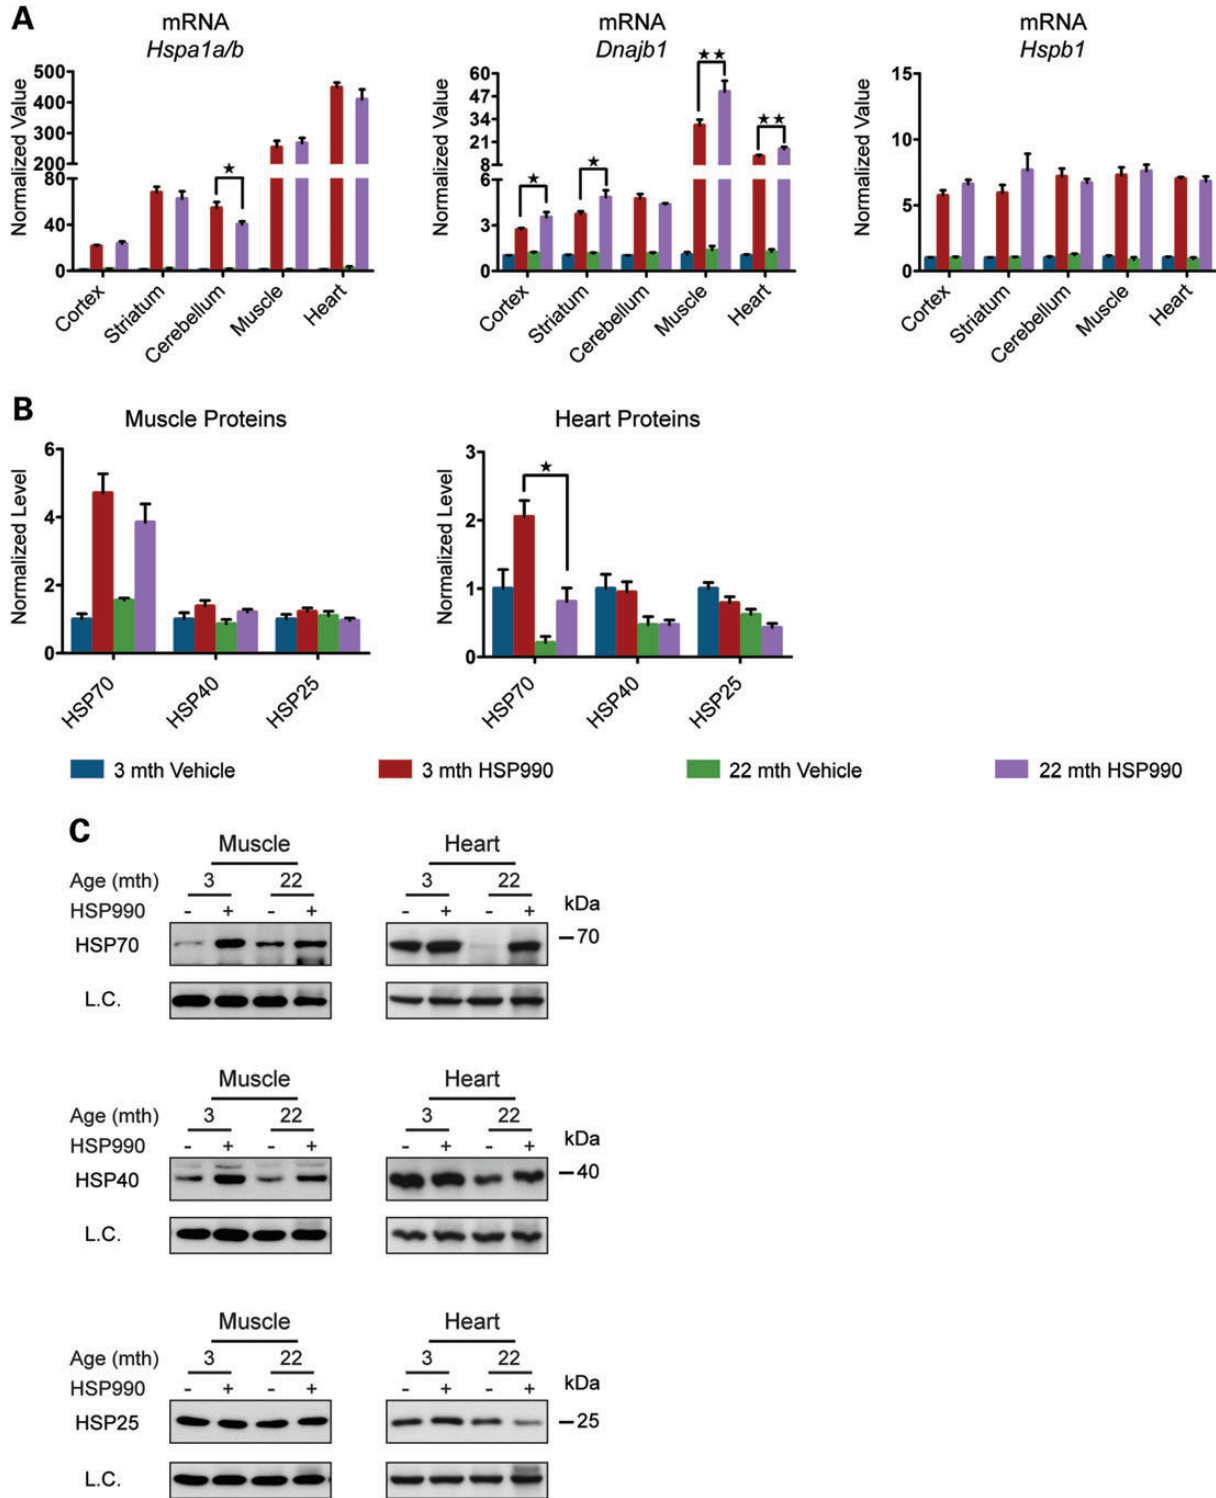 A
mRNA
Hspa1a/b
Normalized Value
500
400
300
200
80
40
0
Cortex
Striatum
Cerebellum
Muscle
Heart
★
mRNA
Dnajb1
Normalized Value
60
47
34
21
8
6
3
0
Cortex
Striatum
Cerebellum
Muscle
Heart
★
★
★★
★★
mRNA
Hspb1
Normalized Value
15
10
5
0
Cortex
Striatum
Cerebellum
Muscle
Heart
B
Muscle Proteins
Normalized Level
6
4
2
0
HSP70
HSP40
HSP25
Heart Proteins
Normalized Level
3
2
1
0
HSP70
HSP40
HSP25
★
3 mth Vehicle
3 mth HSP990
22 mth Vehicle
22 mth HSP990
C
Muscle Heart
Age (mth) 3 22 3 22
HSP990 - + - + - + - + kDa
HSP70 –70
L.C.
Muscle Heart
Age (mth) 3 22 3 22
HSP990 - + - + - + - + kDa
HSP40 –40
L.C.
Muscle Heart
Age (mth) 3 22 3 22
HSP990 - + - + - + - + kDa
HSP25 –25
L.C.